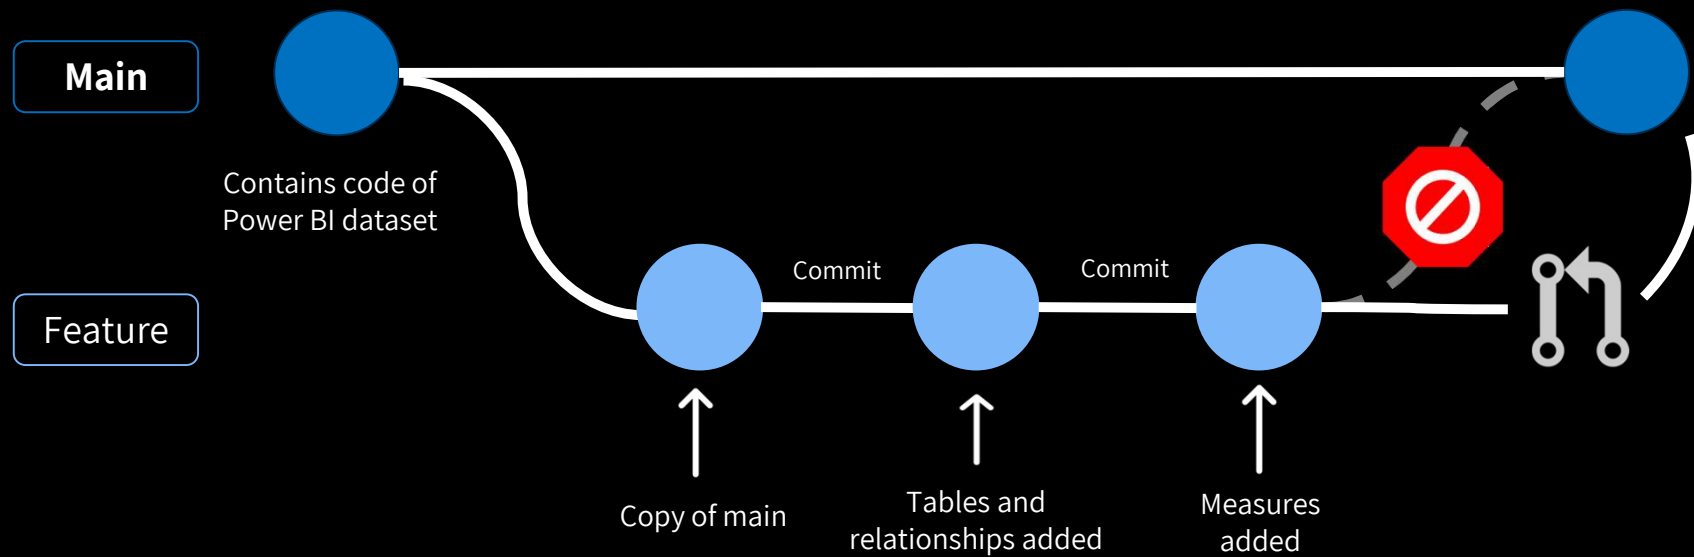 Main
Contains code of
Power BI dataset
Commit
Commit
Feature
Copy of main
Tables and
relationships added
Measures
added